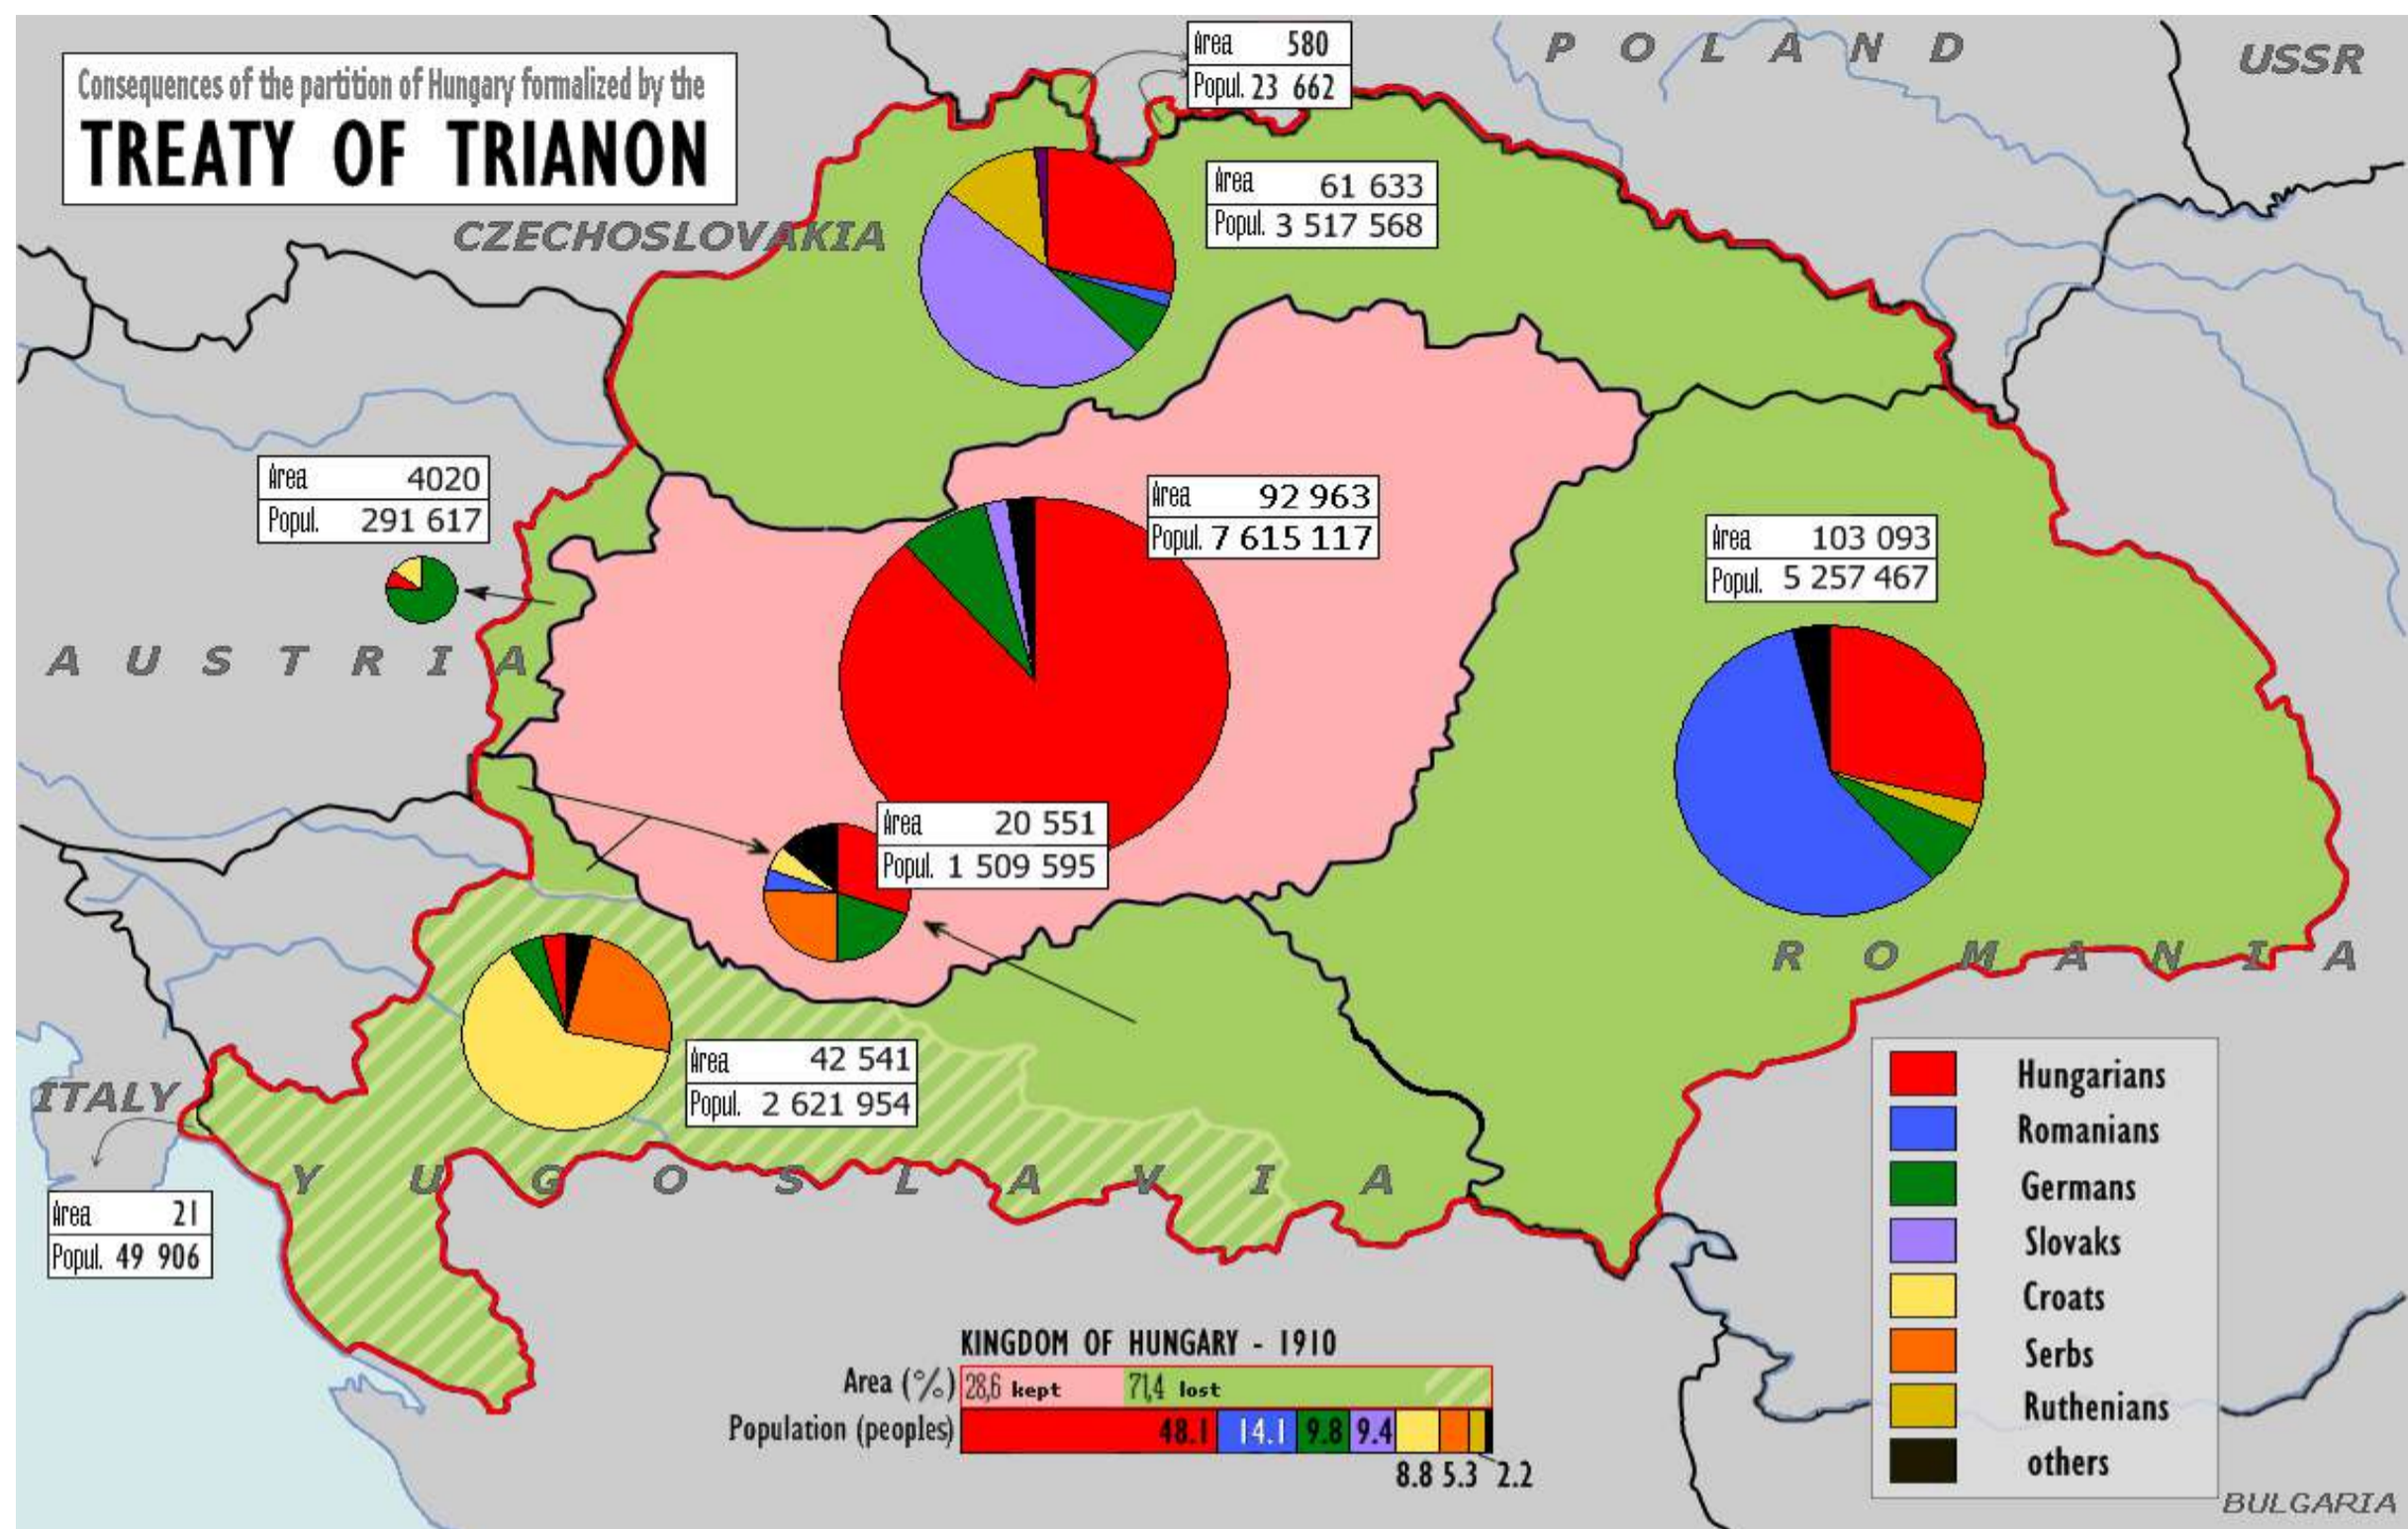 Consequences of the partition of Hungary formalized by the
TREATY OF TRIANON
Area 580
Popul. 23 662
POLAND
USSR
Area 61 633
Popul. 3 517 568
CZECHOSLOVAKIA
Area 4020
Popul. 291 617
Area 92 963
Popul. 7 615 117
Area 103 093
Popul. 5 257 467
AUSTRIA
Area 20 551
Popul. 1 509 595
ROMANIA
Area 42 541
Popul. 2 621 954
ITALY
YUGOSLAVIA
Area 21
Popul. 49 906
Hungarians
Romanians
Germans
Slovaks
Croats
Serbs
Ruthenians
others
KINGDOM OF HUNGARY - 1910
Area (%) 28,6 kept 71,4 lost
Population (peoples) 48.1 14.1 9.8 9.4
8.8 5.3 2.2
BULGARIA